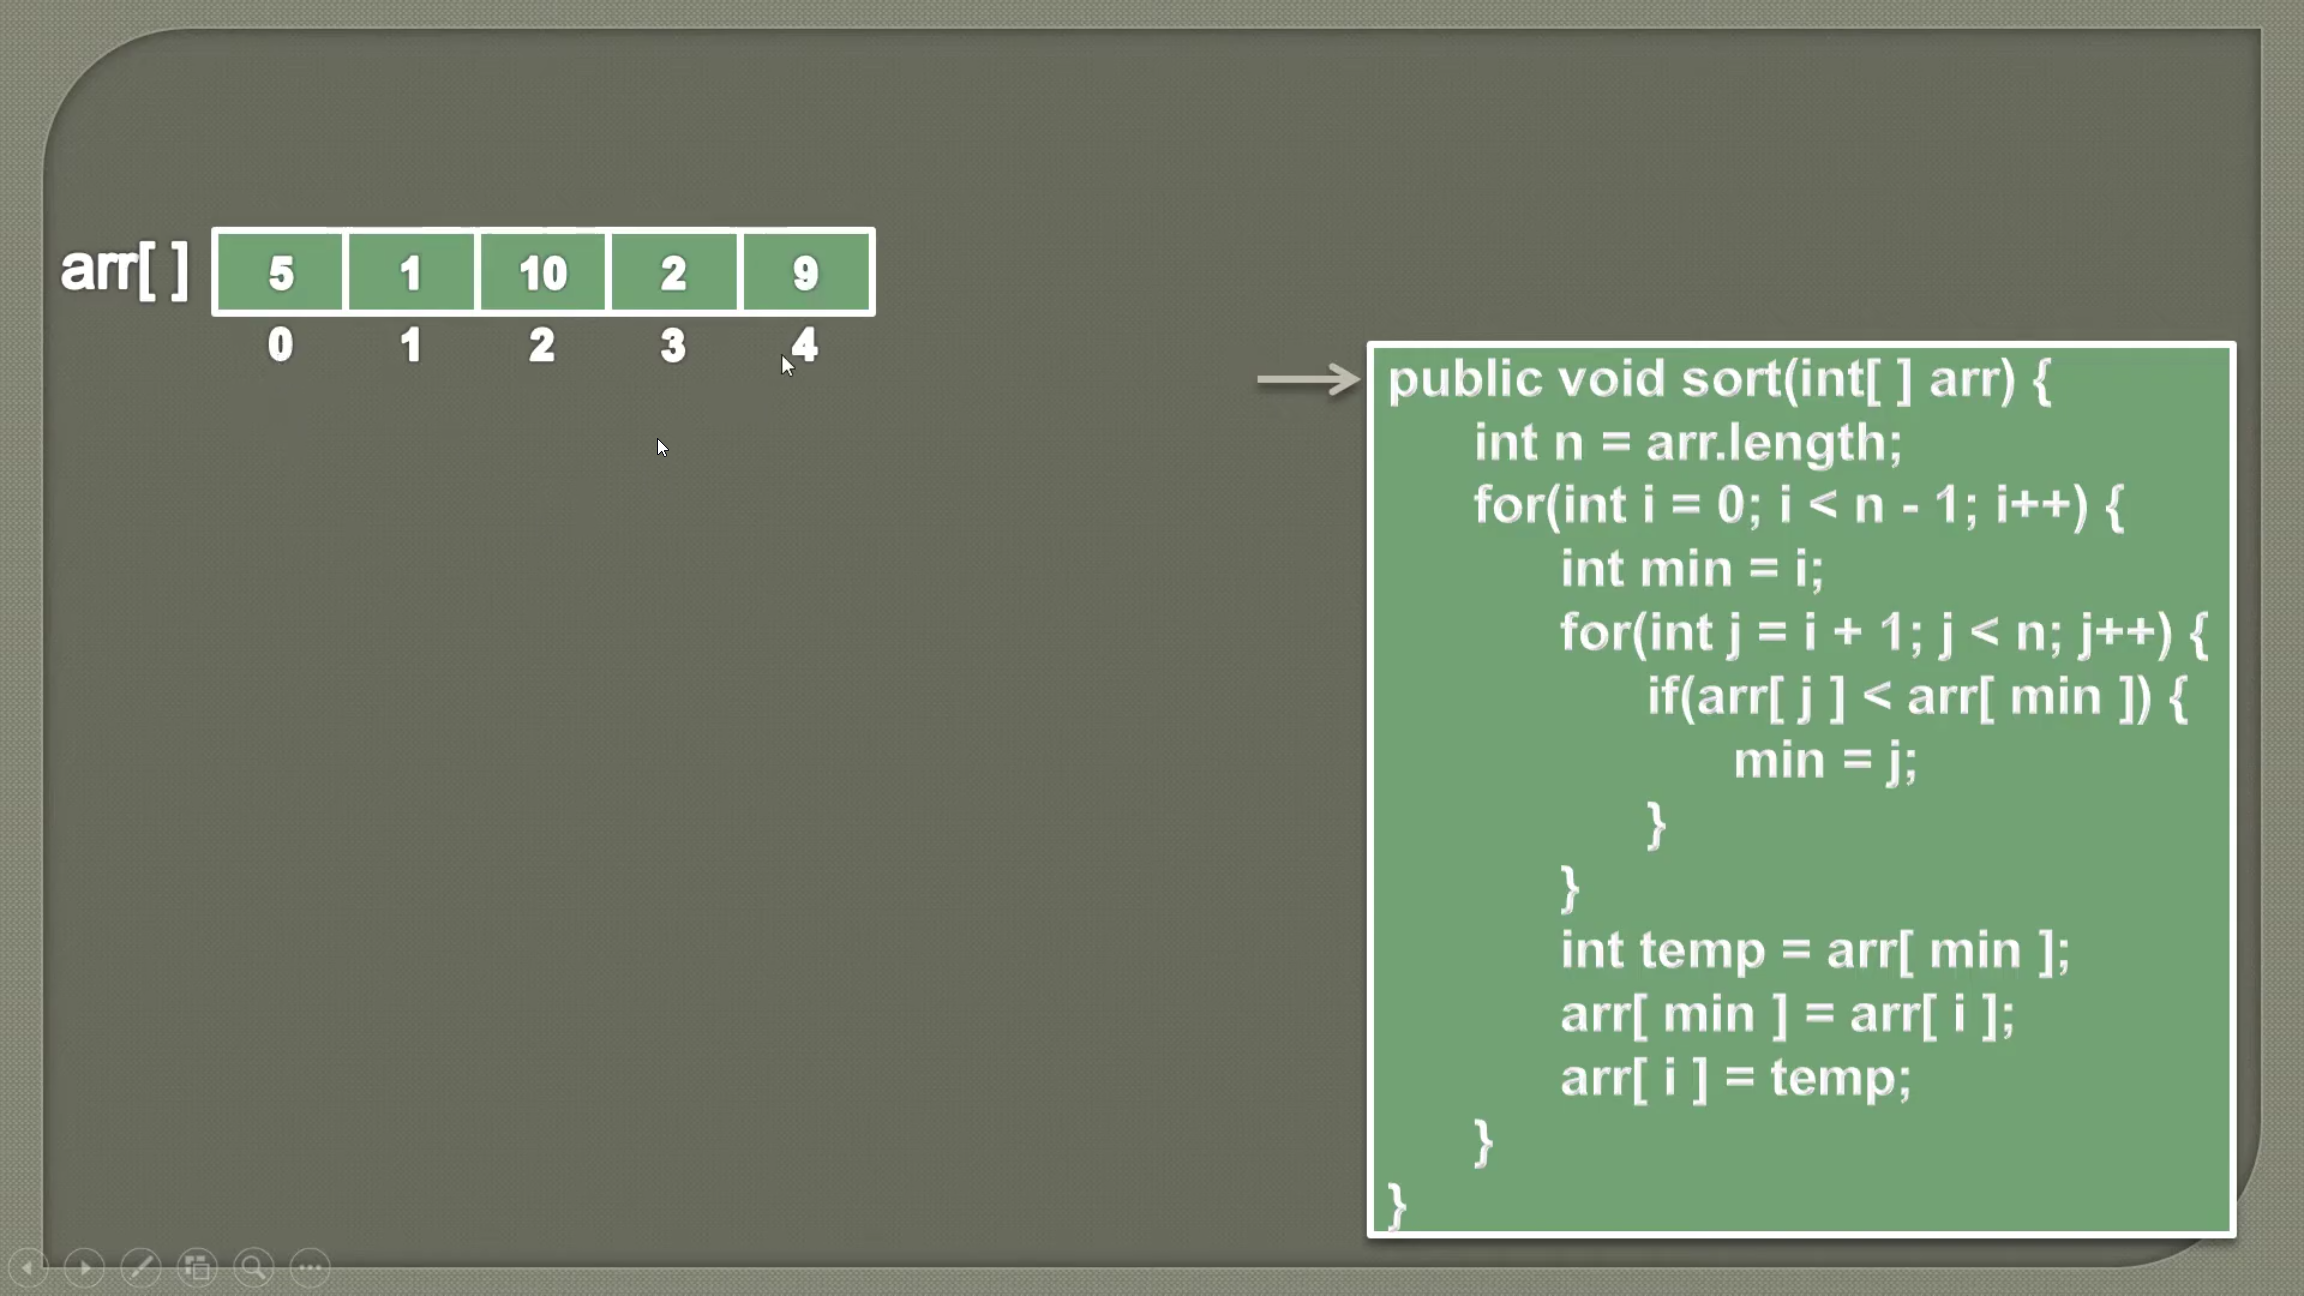 arr[ ] 5 1 10 2 9
0 1 2 3 4
public void sort(int[ ] arr) {
int n = arr.length;
for(int i = 0; i < n - 1; i++) {
int min = i;
for(int j = i + 1; j < n; j++) {
if(arr[ j ] < arr[ min ]) {
min = j;
}
}
int temp = arr[ min ];
arr[ min ] = arr[ i ];
arr[ i ] = temp;
}
}